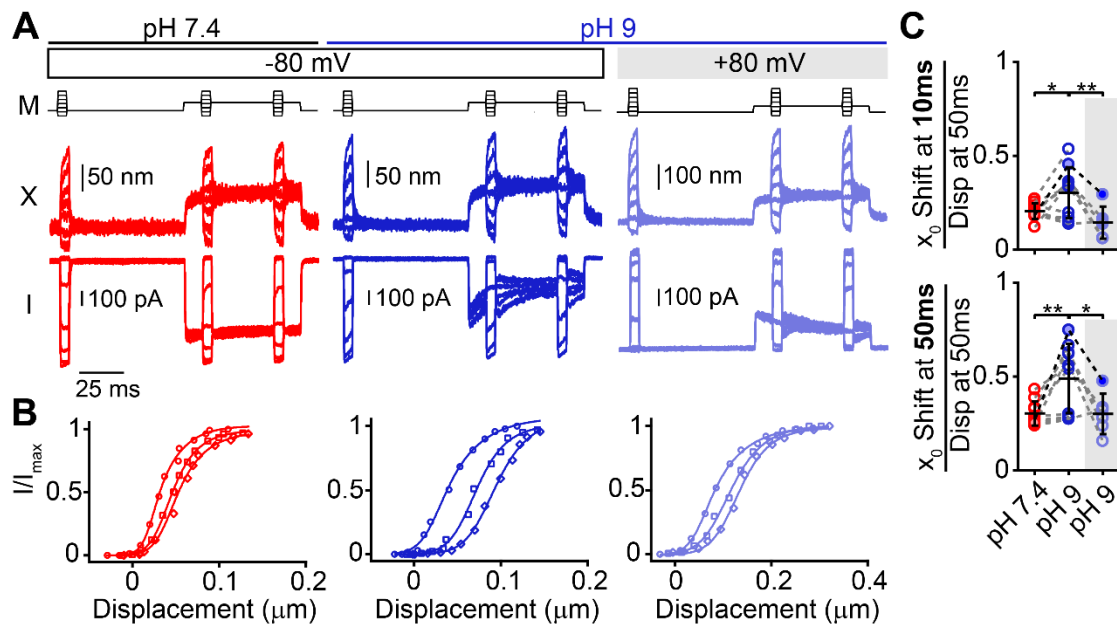 A
pH 7.4
pH 9
-80 mV
+80 mV
M
X
50 nm
50 nm
100 nm
I
100 pA
100 pA
100 pA
25 ms
B
I/Imax
1
0.5
0
0
0.1
0.2
Displacement (μm)
1
0.5
0
0
0.1
0.2
Displacement (μm)
1
0.5
0
0
0.2
0.4
Displacement (μm)
C
x0 Shift at 10ms
Disp at 50ms
1
0.5
0
* **
x0 Shift at 50ms
Disp at 50ms
1
0.5
0
** *
pH 7.4
pH 9
pH 9